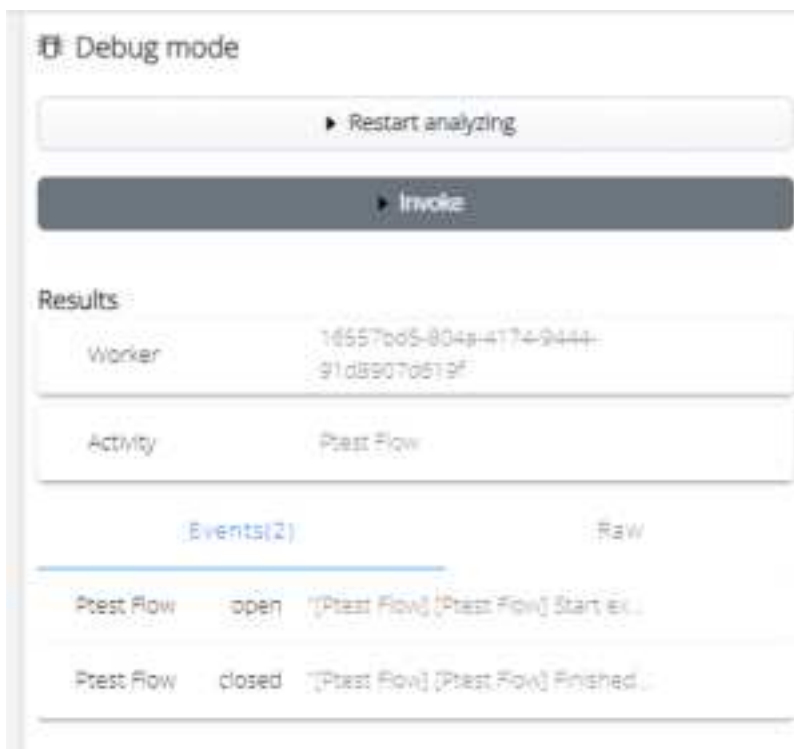 Debug mode
Restart analyzing
Invoke
Results
Worker
16557bd5-804a-4174-9444-
91d8907d619f
Activity
Ptest Flow
Events(2)
Raw
Ptest Flow open "[Ptest Flow] [Ptest Flow] Start ex...
Ptest Flow closed "[Ptest Flow] [Ptest Flow] Finished ...